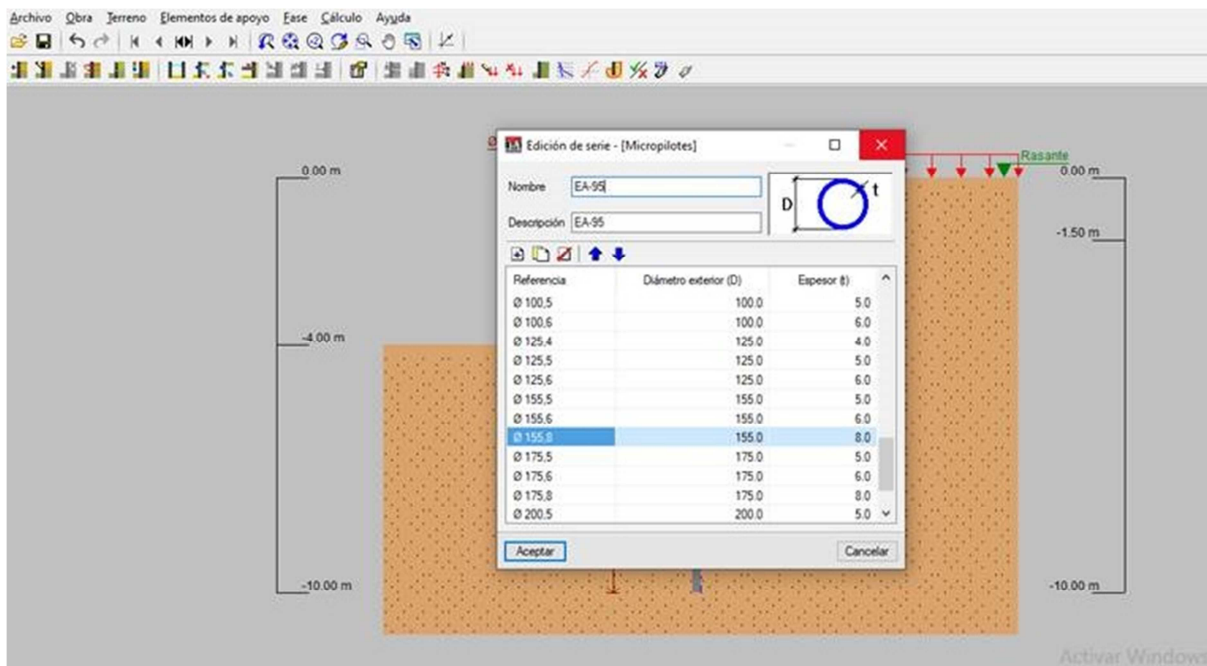 Archivo Obra Terreno Elementos de apoyo Fase Cálculo Ayuda
Edición de serie - [Micropilotes]
Nombre EA-95
Descripción EA-95
D t
Referencia Diámetro exterior (D) Espesor (t)
Ø 100,5 100.0 5.0
Ø 100,6 100.0 6.0
Ø 125,4 125.0 4.0
Ø 125,5 125.0 5.0
Ø 125,6 125.0 6.0
Ø 155,5 155.0 5.0
Ø 155,6 155.0 6.0
Ø 155,8 155.0 8.0
Ø 175,5 175.0 5.0
Ø 175,6 175.0 6.0
Ø 175,8 175.0 8.0
Ø 200,5 200.0 5.0
Aceptar Cancelar
0.00 m
-4.00 m
-10.00 m
Rasante
0.00 m
-1.50 m
-10.00 m
Activar Windows